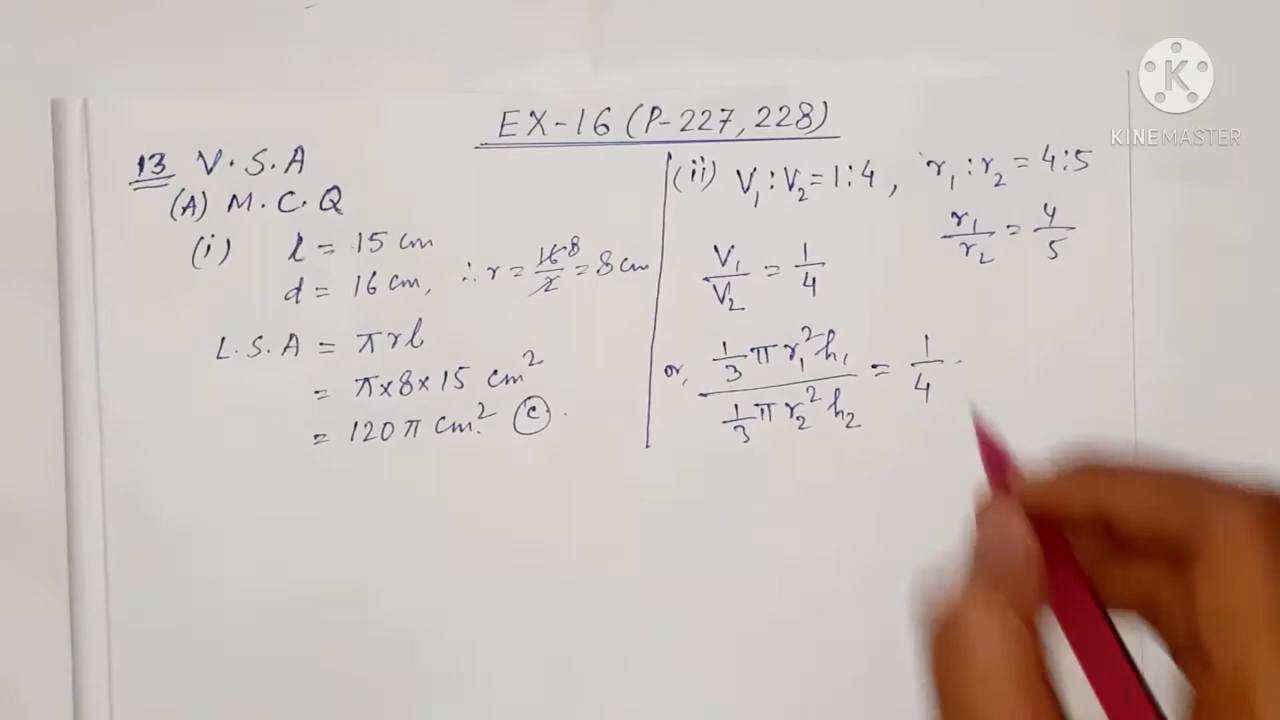 EX-16 (P-227, 228)
13 V.S.A
(A) M.C.Q
(i) l = 15 cm
d = 16 cm, ∴ r = 16/2 8 = 8 cm
L.S.A = πrl
= π×8×15 cm²
= 120π cm². (c).
(ii) V₁:V₂ = 1:4, r₁:r₂ = 4:5
r₁/r₂ = 4/5
V₁/V₂ = 1/4
or, (1/3 π r₁² h₁)/(1/3 π r₂² h₂) = 1/4.
K
KINEMASTER